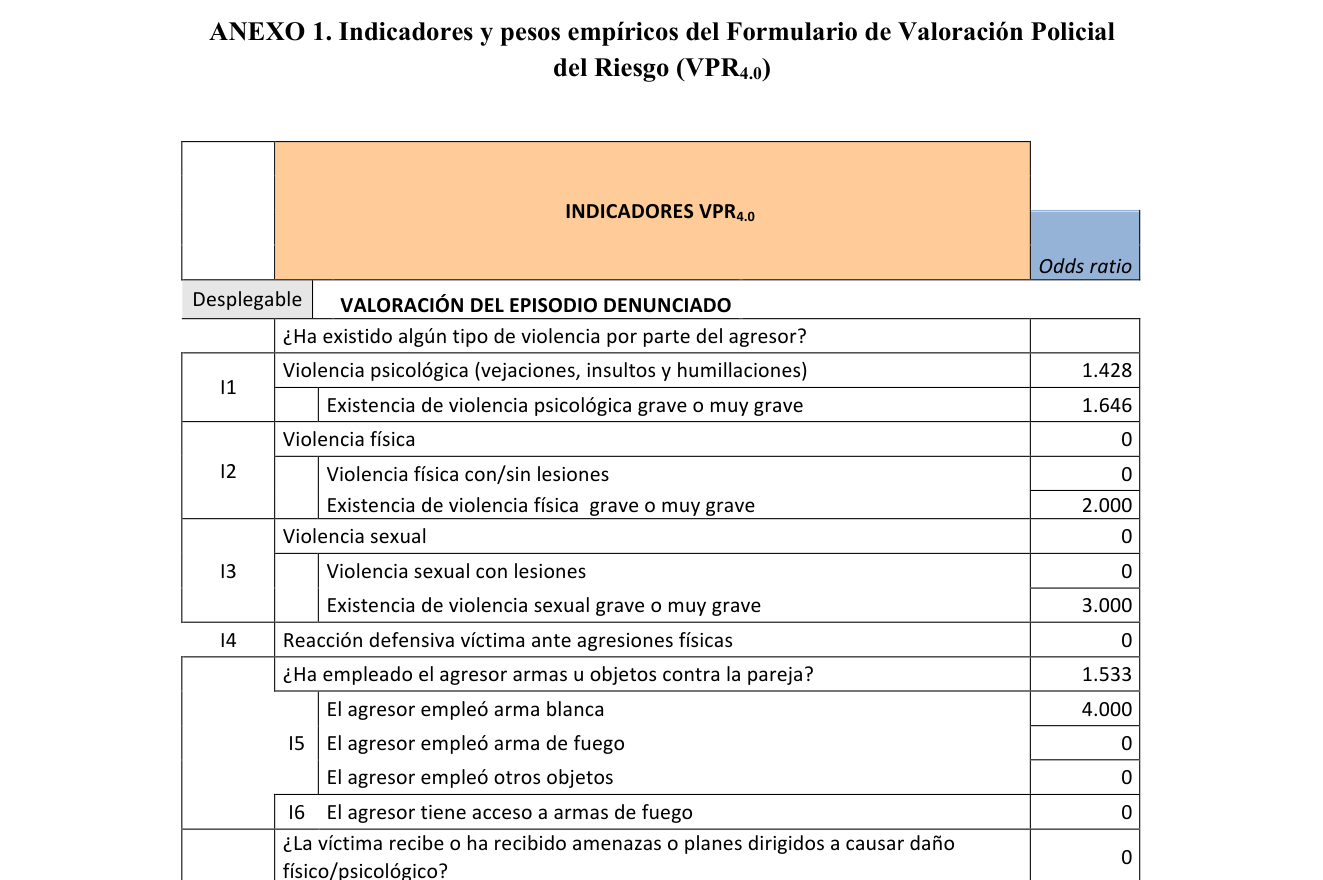 ANEXO 1. Indicadores y pesos empíricos del Formulario de Valoración Policial
del Riesgo (VPR4.0)
INDICADORES VPR4.0
Odds ratio
Desplegable VALORACIÓN DEL EPISODIO DENUNCIADO
¿Ha existido algún tipo de violencia por parte del agresor?
I1
Violencia psicológica (vejaciones, insultos y humillaciones) 1.428
Existencia de violencia psicológica grave o muy grave 1.646
I2
Violencia física 0
Violencia física con/sin lesiones 0
Existencia de violencia física  grave o muy grave 2.000
I3
Violencia sexual 0
Violencia sexual con lesiones 0
Existencia de violencia sexual grave o muy grave 3.000
I4 Reacción defensiva víctima ante agresiones físicas 0
¿Ha empleado el agresor armas u objetos contra la pareja? 1.533
I5
El agresor empleó arma blanca 4.000
El agresor empleó arma de fuego 0
El agresor empleó otros objetos 0
I6 El agresor tiene acceso a armas de fuego 0
¿La víctima recibe o ha recibido amenazas o planes dirigidos a causar daño
físico/psicológico? 0